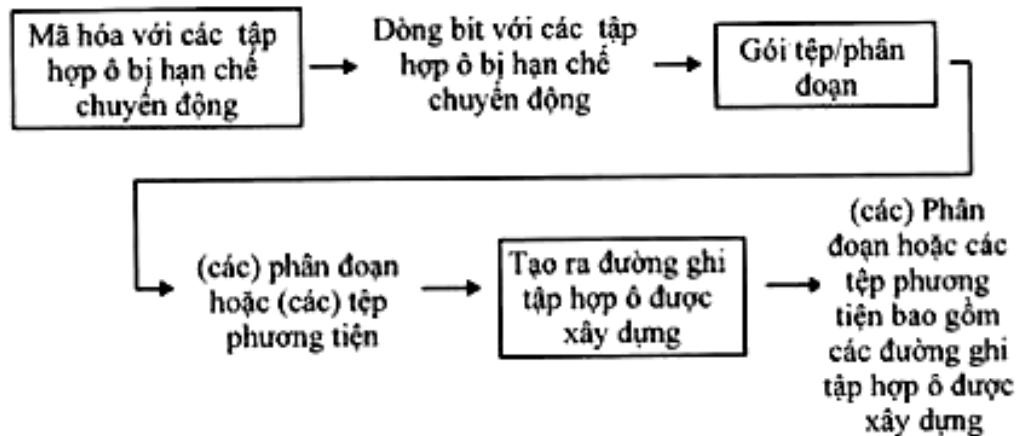 Mã hóa với các tập
hợp ô bị hạn chế
chuyển động
Dòng bit với các tập
hợp ô bị hạn chế
chuyển động
Gói tệp/phân
đoạn
(các) phân đoạn
hoặc (các) tệp
phương tiện
Tạo ra đường ghi
tập hợp ô được
xây dựng
(các) Phân
đoạn hoặc các
tệp phương
tiện bao gồm
các đường ghi
tập hợp ô được
xây dựng